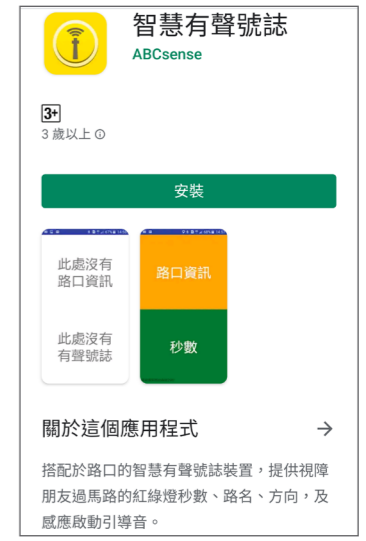 智慧有聲號誌
ABCsense
3+
3 歲以上
安裝
此處沒有
路口資訊
此處沒有
有聲號誌
路口資訊
秒數
關於這個應用程式
搭配於路口的智慧有聲號誌裝置，提供視障
朋友過馬路的紅綠燈秒數、路名、方向，及
感應啟動引導音。